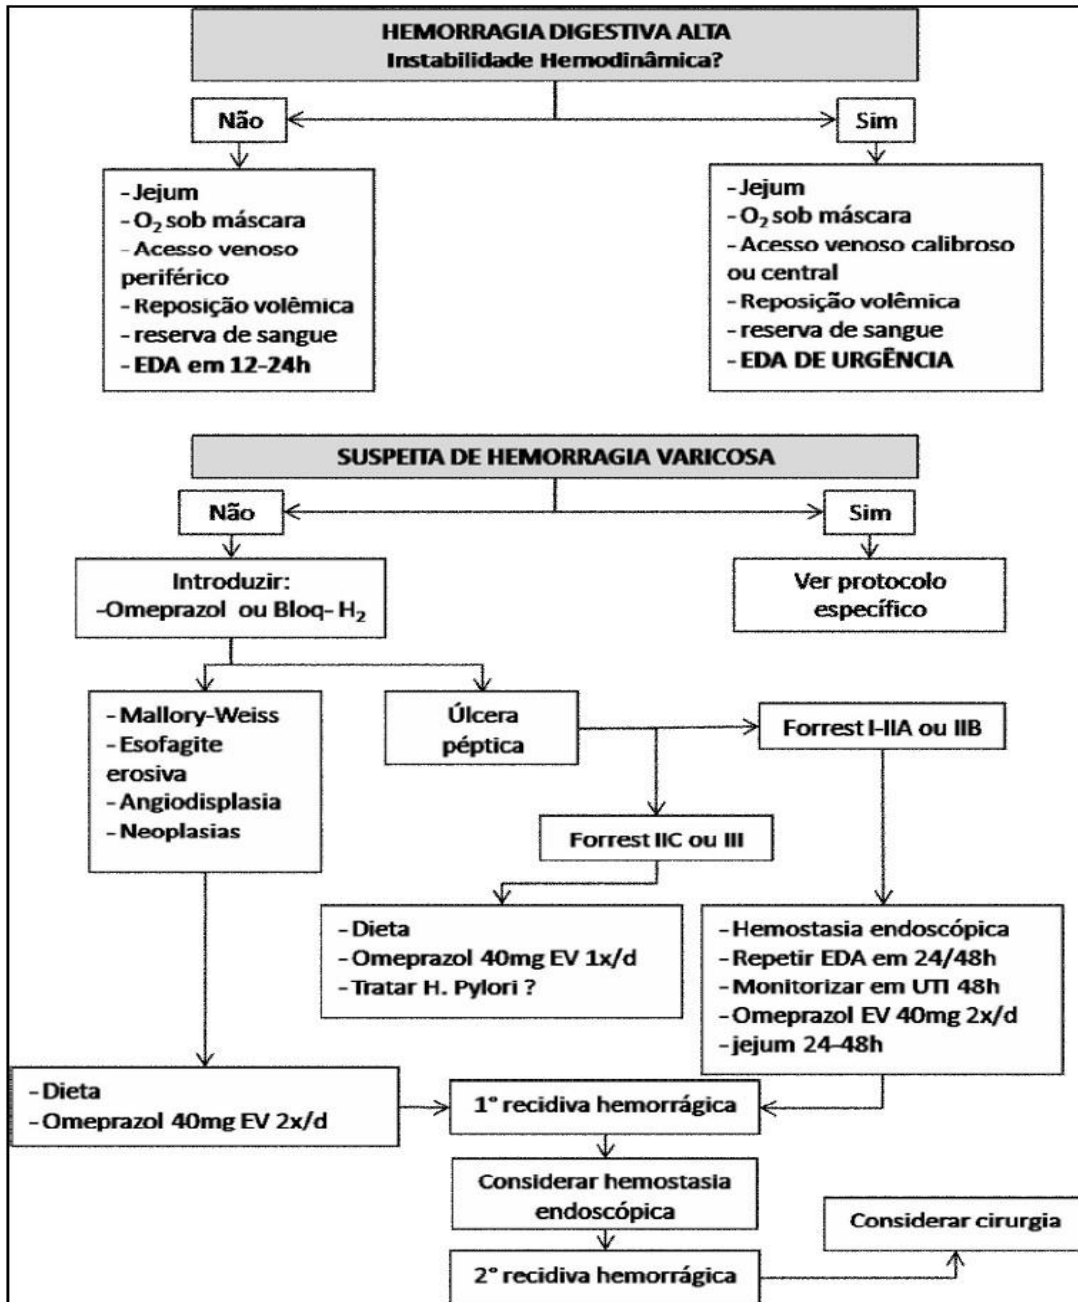 HEMORRAGIA DIGESTIVA ALTA
Instabilidade Hemodinâmica?
Não
Sim
-Jejum
-O₂ sob máscara
-Acesso venoso
periférico
-Reposição volêmica
-reserva de sangue
-EDA em 12-24h
-Jejum
-O₂ sob máscara
-Acesso venoso calibroso
ou central
-Reposição volêmica
-reserva de sangue
-EDA DE URGÊNCIA
SUSPEITA DE HEMORRAGIA VARICOSA
Não
Sim
Introduzir:
-Omeprazol ou Bloq-H₂
Ver protocolo
específico
-Mallory-Weiss
-Esofagite
erosiva
-Angiodisplasia
-Neoplasias
Úlcera
péptica
Forrest I-IIA ou IIB
Forrest IIC ou III
-Dieta
-Omeprazol 40mg EV 1x/d
-Tratar H. Pylori ?
-Hemostasia endoscópica
-Repetir EDA em 24/48h
-Monitorizar em UTI 48h
-Omeprazol EV 40mg 2x/d
-jejum 24-48h
-Dieta
-Omeprazol 40mg EV 2x/d
1° recidiva hemorrágica
Considerar hemostasia
endoscópica
Considerar cirurgia
2° recidiva hemorrágica